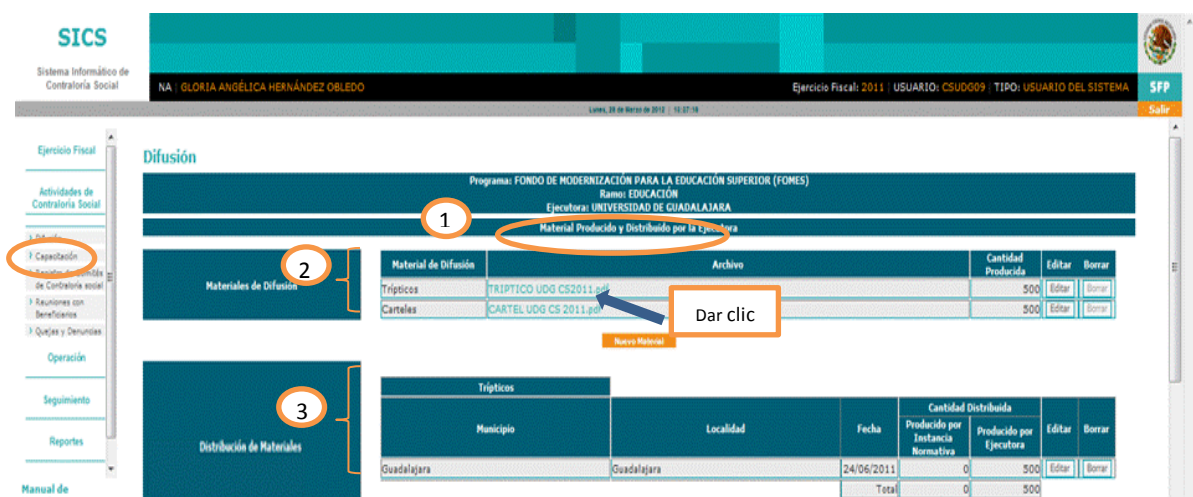 SICS
Sistema Informático de
Contraloría Social
NA | GLORIA ANGÉLICA HERNÁNDEZ OBLEDO
Ejercicio Fiscal: 2011 | USUARIO: CSUDG09 | TIPO: USUARIO DEL SISTEMA
SFP
Salir
Ejercicio Fiscal
Actividades de
Contraloría Social
Difusión
Capacitación
Registro de Comités
de Contraloría social
Reuniones con
Beneficiarios
Quejas y Denuncias
Operación
Seguimiento
Reportes
Manual de
Difusión
Programa: FONDO DE MODERNIZACIÓN PARA LA EDUCACIÓN SUPERIOR (FOMES)
Ramo: EDUCACIÓN
Ejecutora: UNIVERSIDAD DE GUADALAJARA
1
Material Producido y Distribuido por la Ejecutora
2
Materiales de Difusión
Material de Difusión Archivo Cantidad Producida Editar Borrar
Trípticos TRIPTICO UDG CS2011.pdf 500 Editar Borrar
Carteles CARTEL UDG CS 2011.pdf 500 Editar Borrar
Dar clic
Nuevo Material
3
Distribución de Materiales
Trípticos
Cantidad Distribuida
Municipio Localidad Fecha Producido por Instancia Normativa Producido por Ejecutora Editar Borrar
Guadalajara Guadalajara 24/06/2011 0 500 Editar Borrar
Total 0 500